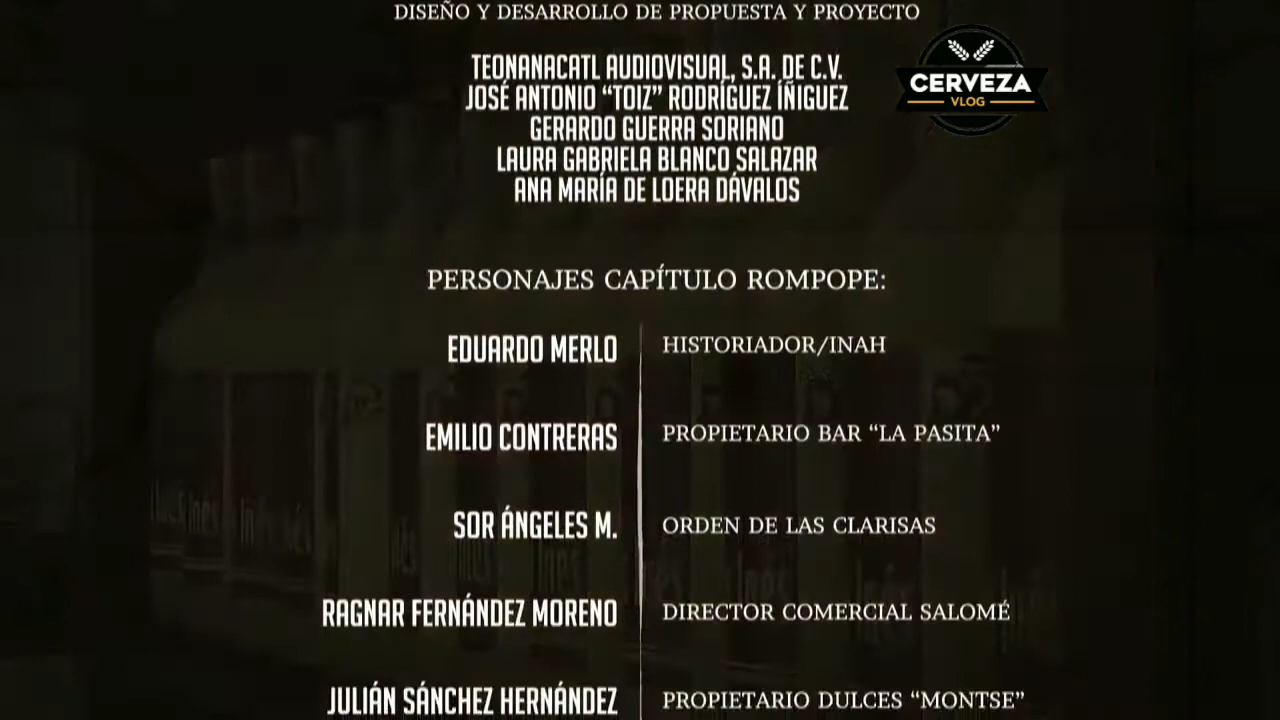 DISEÑO Y DESARROLLO DE PROPUESTA Y PROYECTO
CERVEZA
VLOG
TEONANACATL AUDIOVISUAL, S.A. DE C.V.
JOSÉ ANTONIO “TOIZ” RODRÍGUEZ ÍÑIGUEZ
GERARDO GUERRA SORIANO
LAURA GABRIELA BLANCO SALAZAR
ANA MARÍA DE LOERA DÁVALOS
PERSONAJES CAPÍTULO ROMPOPE:
EDUARDO MERLO HISTORIADOR/INAH
EMILIO CONTRERAS PROPIETARIO BAR “LA PASITA”
SOR ÁNGELES M. ORDEN DE LAS CLARISAS
RAGNAR FERNÁNDEZ MORENO DIRECTOR COMERCIAL SALOMÉ
JULIÁN SÁNCHEZ HERNÁNDEZ PROPIETARIO DULCES “MONTSE”